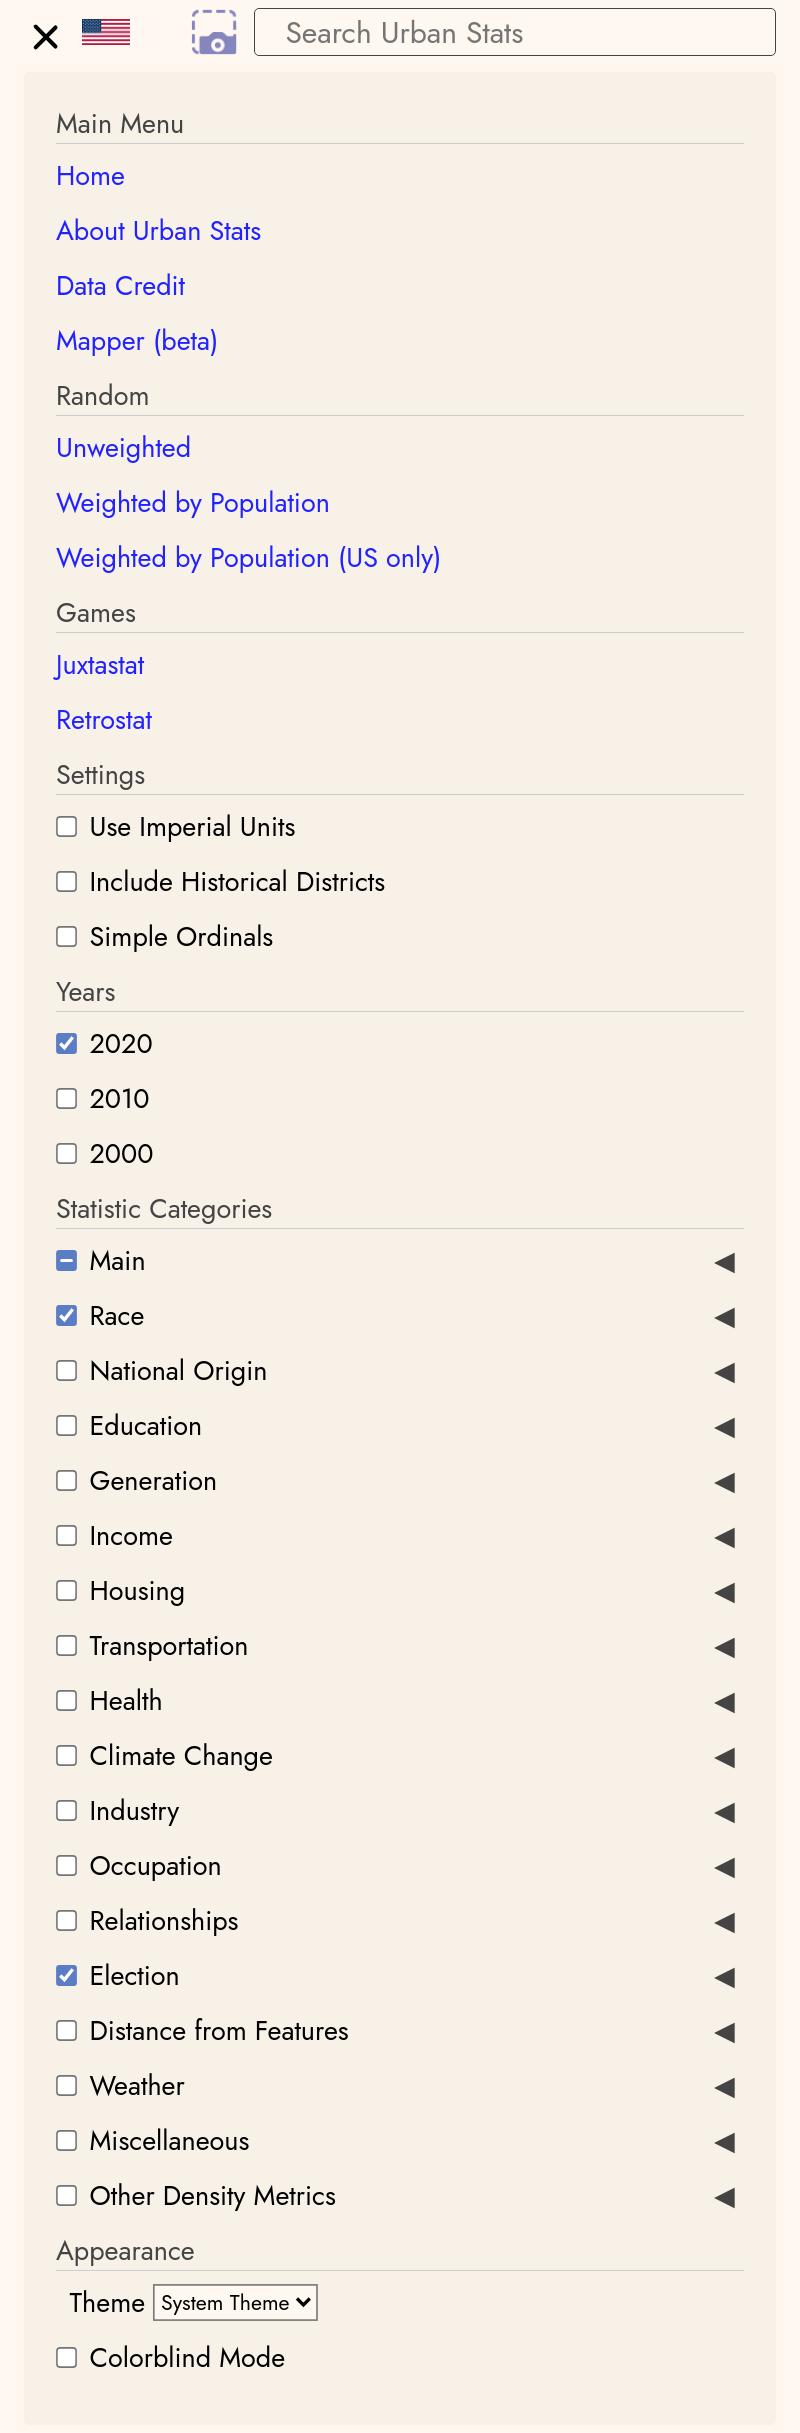 Search Urban Stats
Main Menu
Home
About Urban Stats
Data Credit
Mapper (beta)
Random
Unweighted
Weighted by Population
Weighted by Population (US only)
Games
Juxtastat
Retrostat
Settings
Use Imperial Units
Include Historical Districts
Simple Ordinals
Years
2020
2010
2000
Statistic Categories
Main
Race
National Origin
Education
Generation
Income
Housing
Transportation
Health
Climate Change
Industry
Occupation
Relationships
Election
Distance from Features
Weather
Miscellaneous
Other Density Metrics
Appearance
Theme System Theme
Colorblind Mode